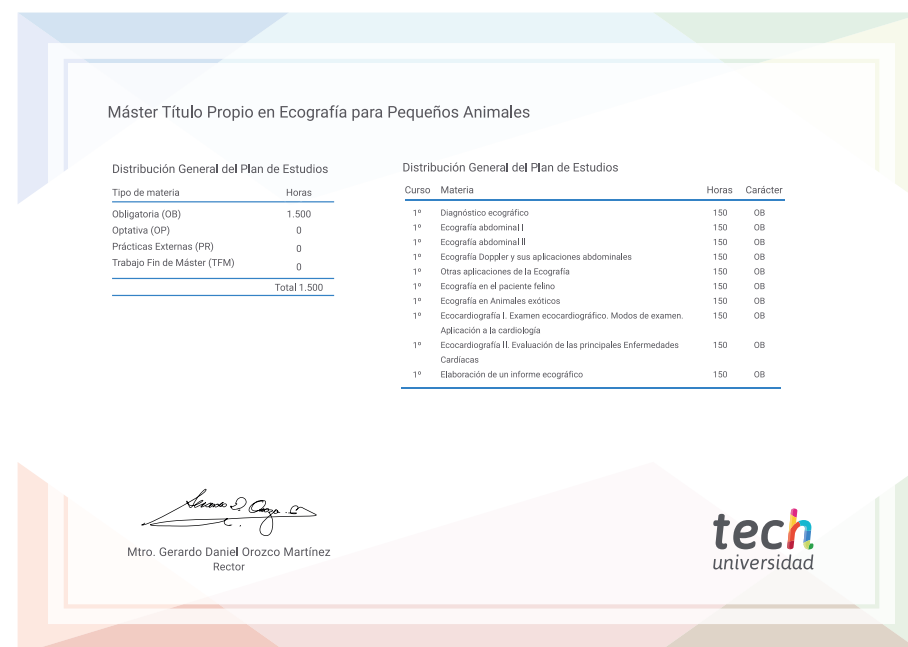 Máster Título Propio en Ecografía para Pequeños Animales
Distribución General del Plan de Estudios
Tipo de materia Horas
Obligatoria (OB) 1.500
Optativa (OP) 0
Prácticas Externas (PR) 0
Trabajo Fin de Máster (TFM) 0
Total 1.500
Distribución General del Plan de Estudios
Curso Materia Horas Carácter
1º Diagnóstico ecográfico 150 OB
1º Ecografía abdominal I 150 OB
1º Ecografía abdominal II 150 OB
1º Ecografía Doppler y sus aplicaciones abdominales 150 OB
1º Otras aplicaciones de la Ecografía 150 OB
1º Ecografía en el paciente felino 150 OB
1º Ecografía en Animales exóticos 150 OB
1º Ecocardiografía I. Examen ecocardiográfico. Modos de examen. 150 OB
Aplicación a la cardiología
1º Ecocardiografía II. Evaluación de las principales Enfermedades 150 OB
Cardíacas
1º Elaboración de un informe ecográfico 150 OB
Mtro. Gerardo Daniel Orozco Martínez
Rector
tech
universidad